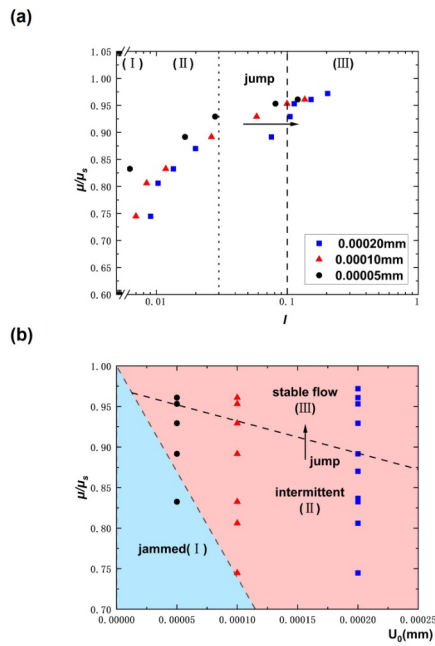 (a)
1.05
1.00
0.95
0.90
0.85
0.80
0.75
0.70
0.65
0.60
μ/μs
(Ⅰ)
(Ⅱ)
(Ⅲ)
jump
0.00020mm
0.00010mm
0.00005mm
0.01
0.1
1
I
(b)
1.00
0.95
0.90
0.85
0.80
0.75
0.70
μ/μs
stable flow
(Ⅲ)
jump
intermittent
(Ⅱ)
jammed(Ⅰ)
0.00000
0.00005
0.00010
0.00015
0.00020
0.00025
U0(mm)